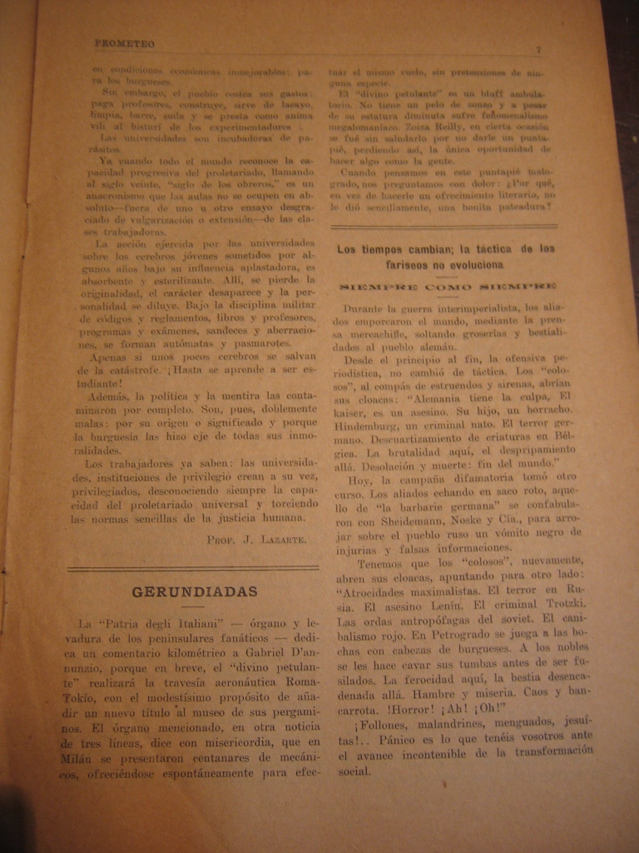 PROMETEO
7
en condiciones económicas inmejorables: pa-
ra los burgueses.
Sin embargo, el pueblo costea sus gastos:
paga profesores, construye, sirve de lacayo,
limpia, barre, suda y se presta como anima
vili al bisturí de los experimentadores.
Las universidades son incubadoras de pa-
rásitos.
Ya cuando todo el mundo reconoce la ca-
pacidad progresiva del proletariado, llamando
al siglo veinte, "siglo de los obreros," es un
anacronismo que las aulas no se ocupen en ab-
soluto—fuera de uno u otro ensayo desgra-
ciado de vulgarización o extensión—de las cla-
ses trabajadoras.
La acción ejercida por las universidades
sobre los cerebros jóvenes sometidos por al-
gunos años bajo su influencia aplastadora, es
absorbente y esterilizante. Allí, se pierde la
originalidad, el carácter desaparece y la per-
sonalidad se diluye. Bajo la disciplina militar
de códigos y reglamentos, libros y profesores,
programas y exámenes, sandeces y aberracio-
nes, se forman autómatas y pasmarotes.
Apenas si unos pocos cerebros se salvan
de la catástrofe. ¡Hasta se aprende a ser es-
tudiante!
Además, la política y la mentira las conta-
minaron por completo. Son, pues, doblemente
malas: por su origen o significado y porque
la burguesía las hizo eje de todas sus inmo-
ralidades.
Los trabajadores ya saben: las universida-
des, instituciones de privilegio crean a su vez,
privilegiados, desconociendo siempre la capa-
cidad del proletariado universal y torciendo
las normas sencillas de la justicia humana.
PROF. J. LAZARTE.
GERUNDIADAS
La "Patria degli Italiani" — órgano y le-
vadura de los peninsulares fanáticos — dedi-
ca un comentario kilométrico a Gabriel D'an-
nunzio, porque en breve, el "divino petulan-
te" realizará la travesía aeronáutica Roma-
Tokío, con el modestísimo propósito de aña-
dir un nuevo título al museo de sus pergami-
nos. El órgano mencionado, en otra noticia
de tres líneas, dice con misericordia, que en
Milán se presentaron centanares de mecáni-
cos, ofreciéndose espontáneamente para efec-
tuar el mismo vuelo, sin pretensiones de nin-
guna especie.
El "divino petulante" es un bluff ambula-
torio. No tiene un pelo de sonzo y a pesar
de su estatura diminuta sufre fenomenalismo
megalomaníaco. Zoiza Reilly, en cierta ocasión
se fué sin saludarlo por no darle un punta-
pié, perdiendo así, la única oportunidad de
hacer algo como la gente.
Cuando pensamos en este puntapié malo-
grado, nos preguntamos con dolor: ¿Por qué,
en vez de hacerle un ofrecimiento literario, no
le dió sencillamente, una bonita pateadura?
Los tiempos cambian; la táctica de los
fariseos no evoluciona
SIEMPRE COMO SIEMPRE
Durante la guerra interimperialista, los alia-
dos emporcaron el mundo, mediante la pren-
sa mercachifle, soltando groserías y bestiali-
dades al pueblo alemán.
Desde el principio al fin, la ofensiva pe-
riodística, no cambió de táctica. Los "colo-
sos", al compás de estruendos y sirenas, abrían
sus cloacas: "Alemania tiene la culpa, El
kaiser, es un asesino. Su hijo, un borracho.
Hindemburg, un criminal nato. El terror ger-
mano. Descuartizamiento de criaturas en Bél-
gica. La brutalidad aquí, el despripamiento
allá. Desolación y muerte: fin del mundo."
Hoy, la campaña difamatoria tomó otro
curso. Los aliados echando en saco roto, aque-
llo de "la barbarie germana" se confabula-
ron con Sheidemann, Noske y Cía., para arro-
jar sobre el pueblo ruso un vómito negro de
injurias y falsas informaciones.
Tenemos que los "colosos", nuevamente,
abren sus cloacas, apuntando para otro lado:
"Atrocidades maximalistas. El terror en Ru-
sia. El asesino Lenín. El criminal Trotzki.
Las ordas antropófagas del soviet. El cani-
balismo rojo. En Petrogrado se juega a las bo-
chas con cabezas de burgueses. A los nobles
se les hace cavar sus tumbas antes de ser fu-
silados. La ferocidad aquí, la bestia desenca-
denada allá. Hambre y miseria. Caos y ban-
carrota. !Horror! ¡Ah! ¡Oh!"
¡Follones, malandrines, menguados, jesuí-
tas!.. Pánico es lo que tenéis vosotros ante
el avance incontenible de la transformación
social.